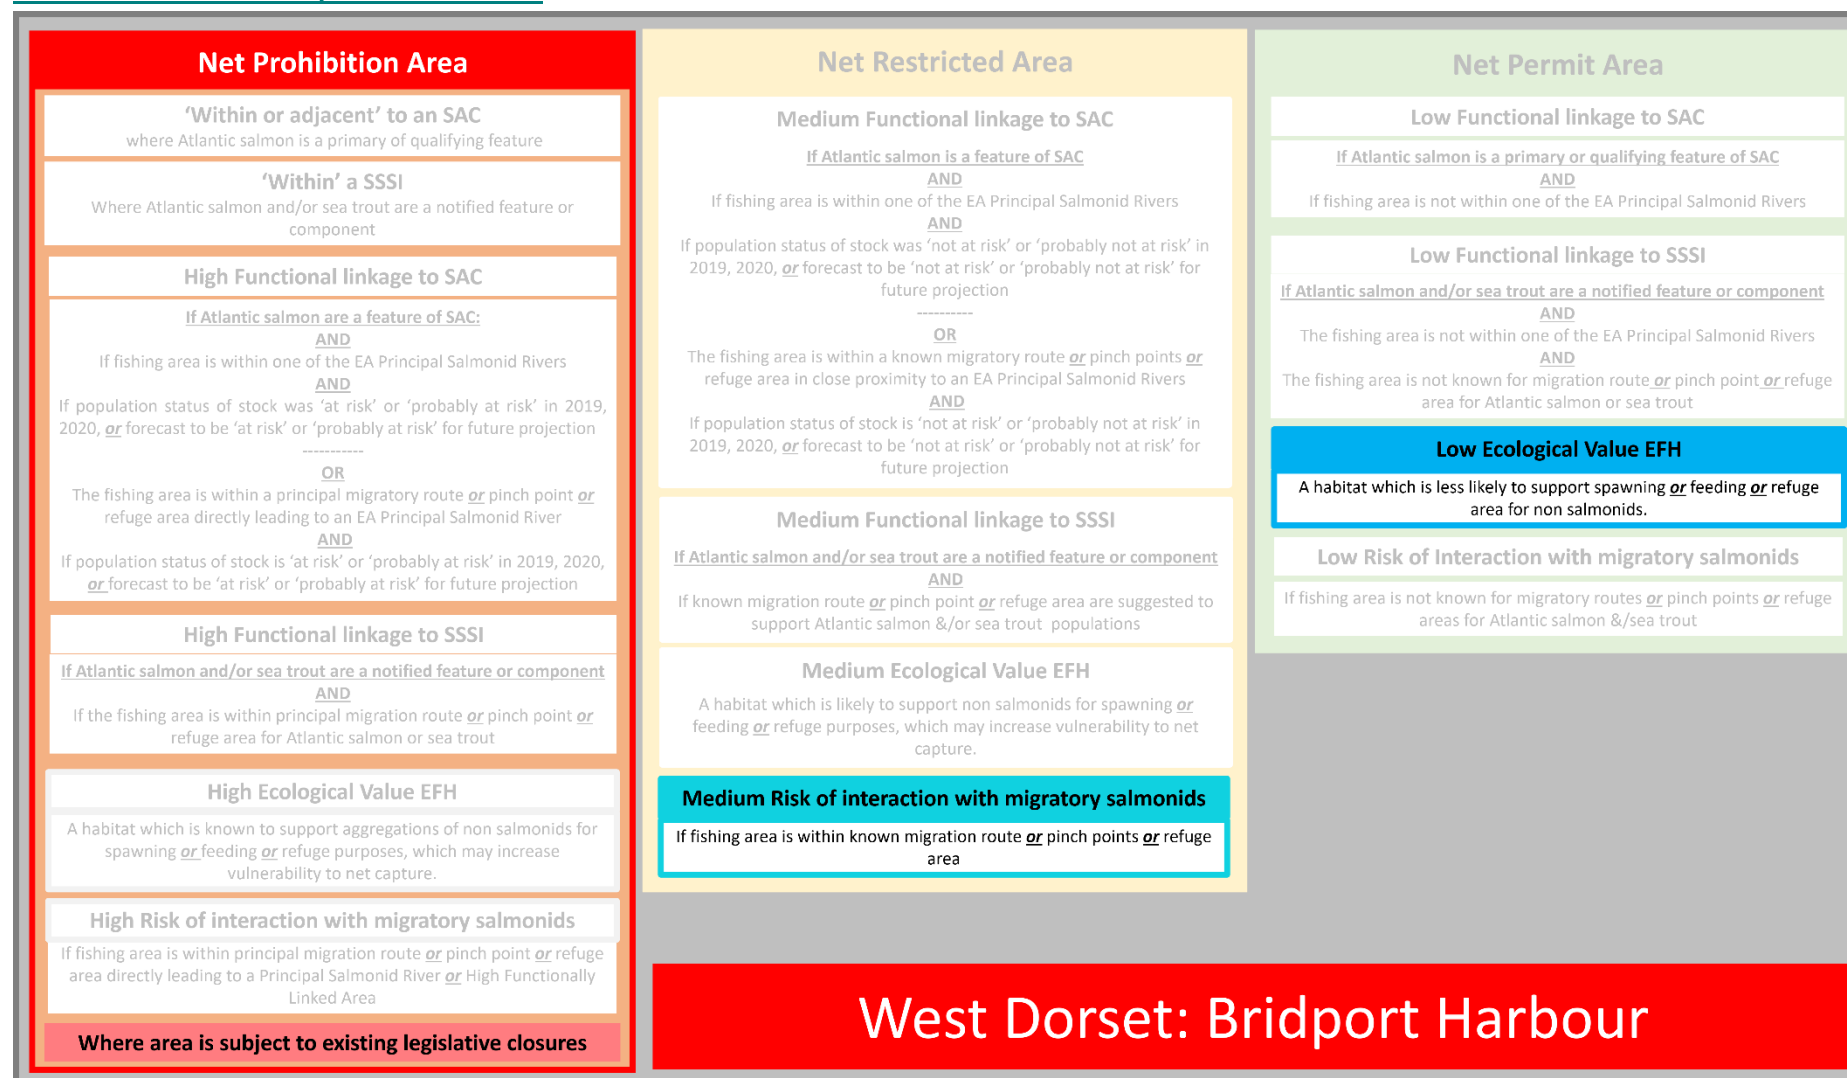 Net Prohibition Area
‘Within or adjacent’ to an SAC
where Atlantic salmon is a primary of qualifying feature
‘Within’ a SSSI
Where Atlantic salmon and/or sea trout are a notified feature or
component
High Functional linkage to SAC
If Atlantic salmon are a feature of SAC:
AND
If fishing area is within one of the EA Principal Salmonid Rivers
AND
If population status of stock was ‘at risk’ or ‘probably at risk’ in 2019,
2020, or forecast to be ‘at risk’ or ‘probably at risk’ for future projection
-----------
OR
The fishing area is within a principal migratory route or pinch point or
refuge area directly leading to an EA Principal Salmonid River
AND
If population status of stock is ‘at risk’ or ‘probably at risk’ in 2019, 2020,
or forecast to be ‘at risk’ or ‘probably at risk’ for future projection
High Functional linkage to SSSI
If Atlantic salmon and/or sea trout are a notified feature or component
AND
If the fishing area is within principal migration route or pinch point or
refuge area for Atlantic salmon or sea trout
High Ecological Value EFH
A habitat which is known to support aggregations of non salmonids for
spawning or feeding or refuge purposes, which may increase
vulnerability to net capture.
High Risk of interaction with migratory salmonids
If fishing area is within principal migration route or pinch point or refuge
area directly leading to a Principal Salmonid River or High Functionally
Linked Area
Where area is subject to existing legislative closures
Net Restricted Area
Medium Functional linkage to SAC
If Atlantic salmon is a feature of SAC
AND
If fishing area is within one of the EA Principal Salmonid Rivers
AND
If population status of stock was ‘not at risk’ or ‘probably not at risk’ in
2019, 2020, or forecast to be ‘not at risk’ or ‘probably not at risk’ for
future projection
----------
OR
The fishing area is within a known migratory route or pinch points or
refuge area in close proximity to an EA Principal Salmonid Rivers
AND
If population status of stock is ‘not at risk’ or ‘probably not at risk’ in
2019, 2020, or forecast to be ‘not at risk’ or ‘probably not at risk’ for
future projection
Medium Functional linkage to SSSI
If Atlantic salmon and/or sea trout are a notified feature or component
AND
If known migration route or pinch point or refuge area are suggested to
support Atlantic salmon &/or sea trout populations
Medium Ecological Value EFH
A habitat which is likely to support non salmonids for spawning or
feeding or refuge purposes, which may increase vulnerability to net
capture.
Medium Risk of interaction with migratory salmonids
If fishing area is within known migration route or pinch points or refuge
area
Net Permit Area
Low Functional linkage to SAC
If Atlantic salmon is a primary or qualifying feature of SAC
AND
If fishing area is not within one of the EA Principal Salmonid Rivers
Low Functional linkage to SSSI
If Atlantic salmon and/or sea trout are a notified feature or component
AND
The fishing area is not within one of the EA Principal Salmonid Rivers
AND
The fishing area is not known for migration route or pinch point or refuge
area for Atlantic salmon or sea trout
Low Ecological Value EFH
A habitat which is less likely to support spawning or feeding or refuge
area for non salmonids.
Low Risk of Interaction with migratory salmonids
If fishing area is not known for migratory routes or pinch points or refuge
areas for Atlantic salmon &/sea trout
West Dorset: Bridport Harbour